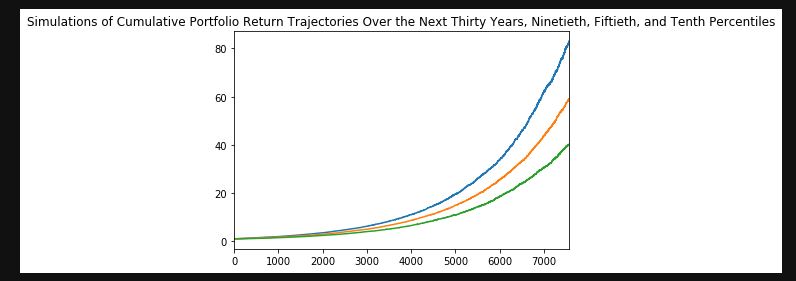 Simulations of Cumulative Portfolio Return Trajectories Over the Next Thirty Years, Ninetieth, Fiftieth, and Tenth Percentiles
80
60
40
20
0
0 1000 2000 3000 4000 5000 6000 7000